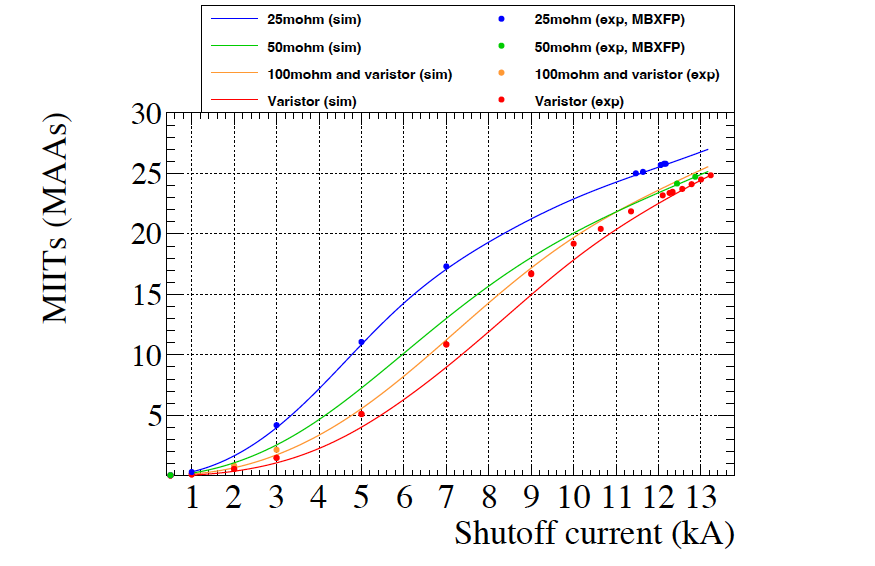 25mohm (sim) 25mohm (exp, MBXFP)
50mohm (sim) 50mohm (exp, MBXFP)
100mohm and varistor (sim) 100mohm and varistor (exp)
Varistor (sim) Varistor (exp)
MIITs (MAAs)
30
25
20
15
10
5
1 2 3 4 5 6 7 8 9 10 11 12 13
Shutoff current (kA)